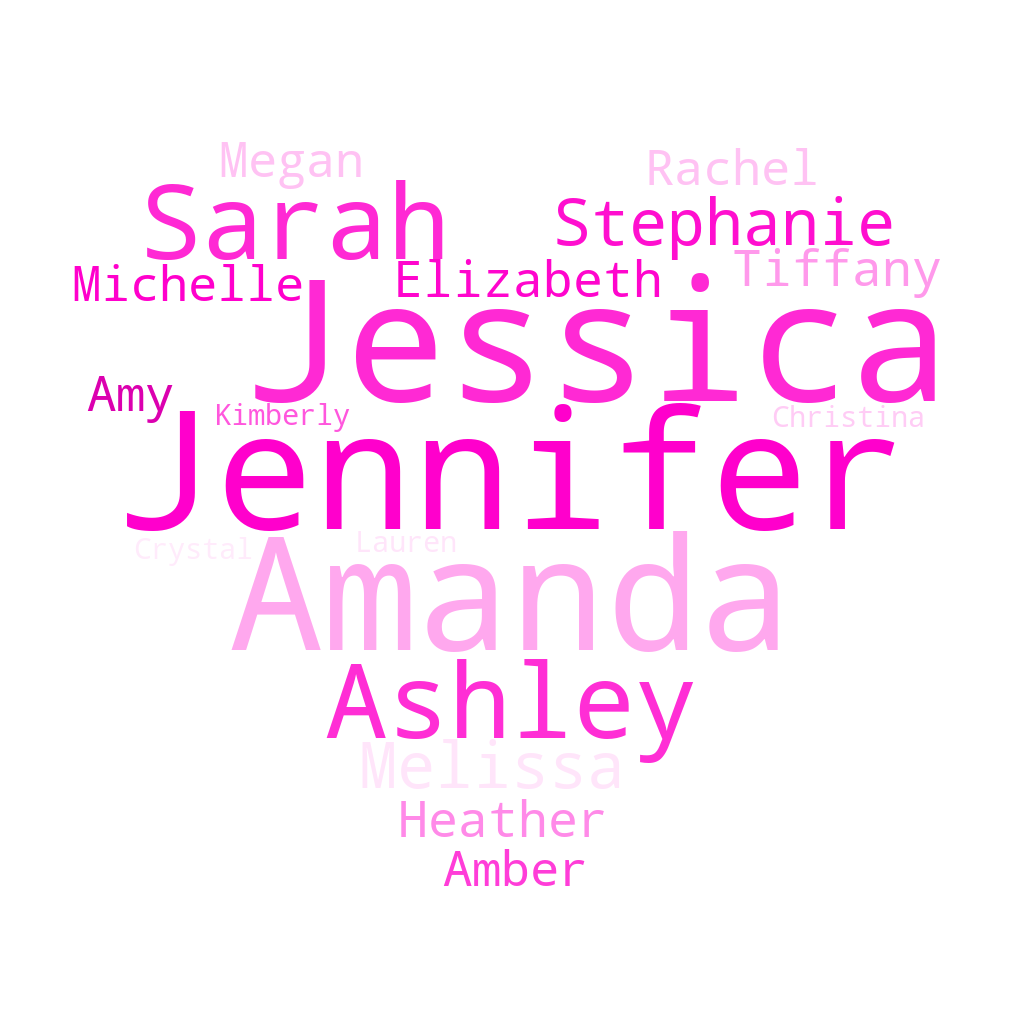 Megan
Rachel
Sarah
Stephanie
Michelle
Elizabeth
Tiffany
Jessica
Amy
Kimberly
Christina
Jennifer
Crystal
Lauren
Amanda
Ashley
Melissa
Heather
Amber